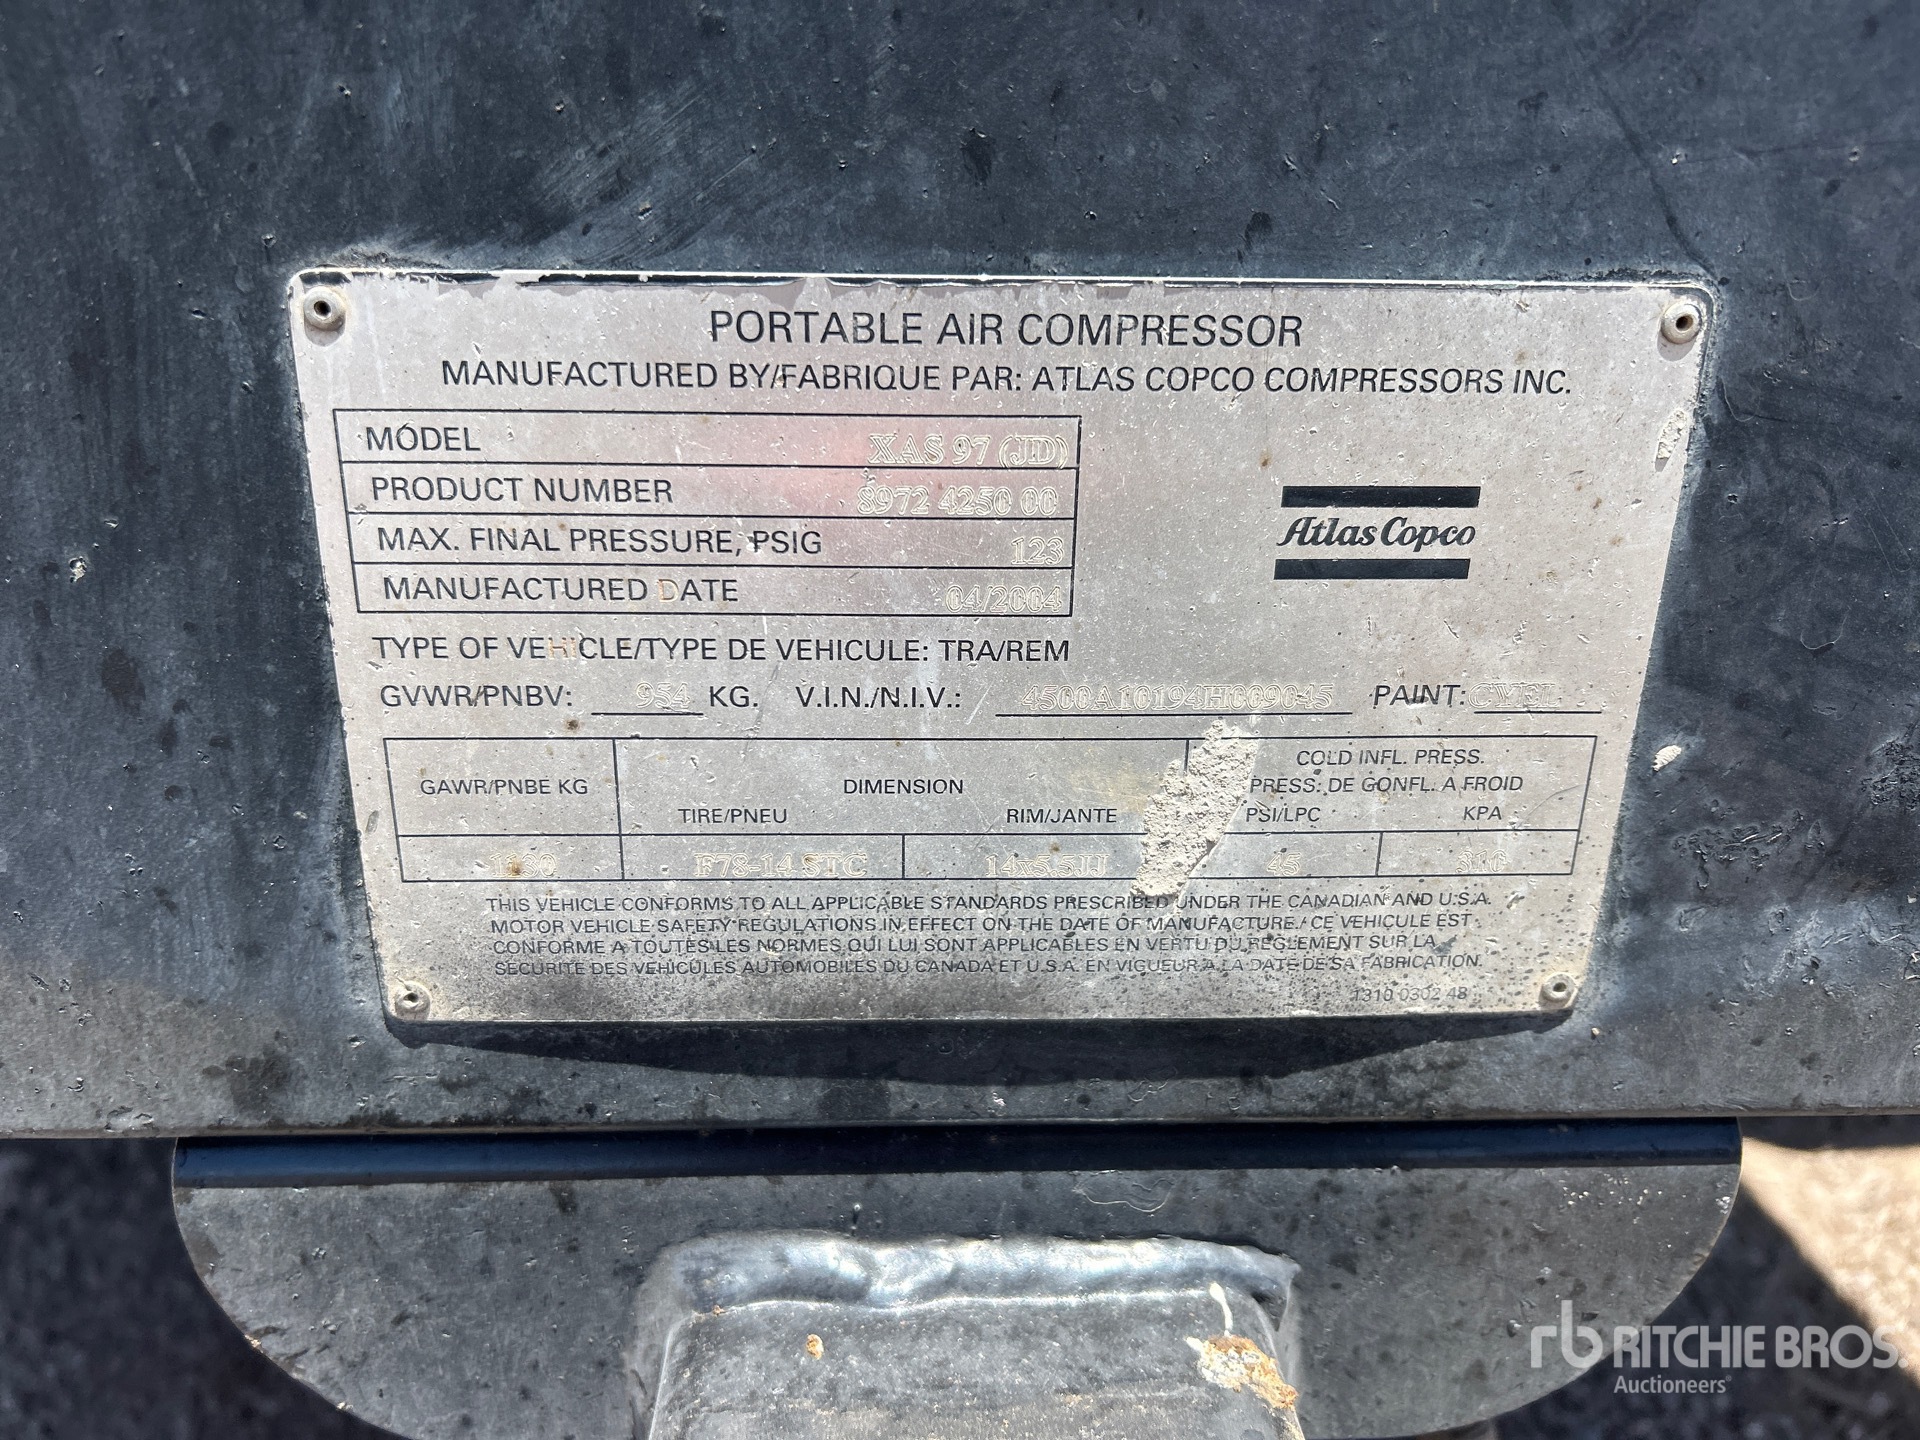 PORTABLE AIR COMPRESSOR
MANUFACTURED BY/FABRIQUE PAR: ATLAS COPCO COMPRESSORS INC.
MODEL XAS 97 (JD)
PRODUCT NUMBER 8972 4250 00
MAX. FINAL PRESSURE, PSIG 123
MANUFACTURED DATE 04/2004
Atlas Copco
TYPE OF VEHICLE/TYPE DE VEHICULE: TRA/REM
GVWR/PNBV: 954 KG. V.I.N./N.I.V.: 4500A10194H009045 PAINT:
GAWR/PNBE KG DIMENSION COLD INFL. PRESS.
PRESS: DE GONFL. A FROID
TIRE/PNEU RIM/JANTE PSI/LPC KPA
F78-14 STC 14x5.5JJ 45 310
THIS VEHICLE CONFORMS TO ALL APPLICABLE STANDARDS PRESCRIBED UNDER THE CANADIAN AND U.S.A.
MOTOR VEHICLE SAFETY REGULATIONS IN EFFECT ON THE DATE OF MANUFACTURE / CE VEHICULE EST
CONFORME A TOUTES LES NORMES QUI LUI SONT APPLICABLES EN VERTU DU REGLEMENT SUR LA
SECURITE DES VEHICULES AUTOMOBILES DU CANADA ET U.S.A. EN VIGUEUR A LA DATE DE SA FABRICATION.
1310 0302 48
rb RITCHIE BROS.
Auctioneers